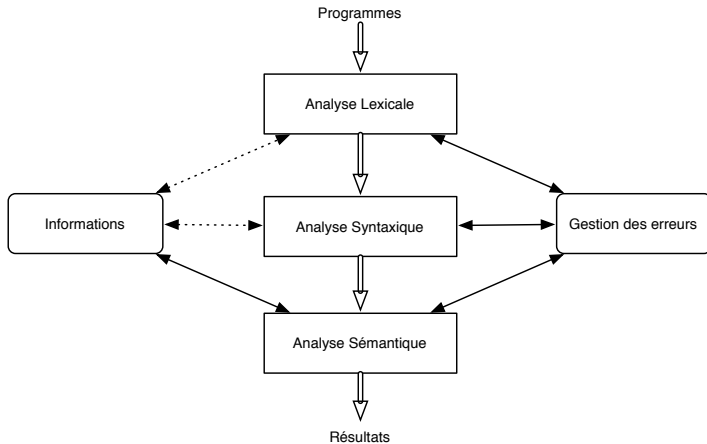 Programmes
Analyse Lexicale
Informations
Analyse Syntaxique
Gestion des erreurs
Analyse Sémantique
Résultats